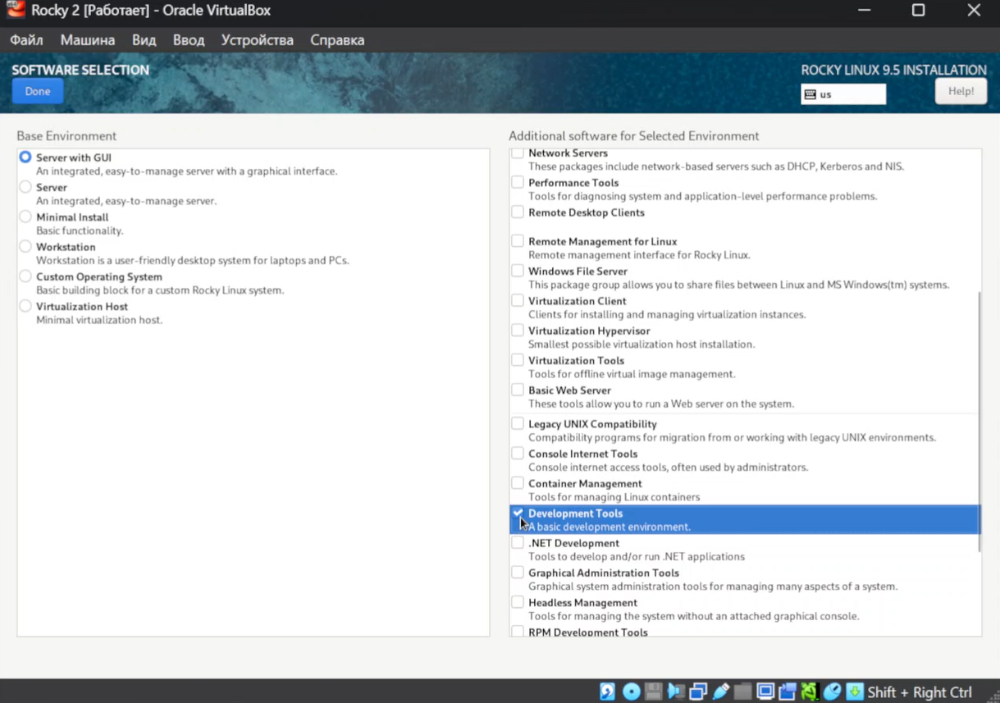 Rocky 2 [Работает] - Oracle VirtualBox
Файл Машина Вид Ввод Устройства Справка
SOFTWARE SELECTION
ROCKY LINUX 9.5 INSTALLATION
Done
us
Help!
Base Environment
Server with GUI
An integrated, easy-to-manage server with a graphical interface.
Server
An integrated, easy-to-manage server.
Minimal Install
Basic functionality.
Workstation
Workstation is a user-friendly desktop system for laptops and PCs.
Custom Operating System
Basic building block for a custom Rocky Linux system.
Virtualization Host
Minimal virtualization host.
Additional software for Selected Environment
Network Servers
These packages include network-based servers such as DHCP, Kerberos and NIS.
Performance Tools
Tools for diagnosing system and application-level performance problems.
Remote Desktop Clients
Remote Management for Linux
Remote management interface for Rocky Linux.
Windows File Server
This package group allows you to share files between Linux and MS Windows(tm) systems.
Virtualization Client
Clients for installing and managing virtualization instances.
Virtualization Hypervisor
Smallest possible virtualization host installation.
Virtualization Tools
Tools for offline virtual image management.
Basic Web Server
These tools allow you to run a Web server on the system.
Legacy UNIX Compatibility
Compatibility programs for migration from or working with legacy UNIX environments.
Console Internet Tools
Console internet access tools, often used by administrators.
Container Management
Tools for managing Linux containers
Development Tools
A basic development environment.
.NET Development
Tools to develop and/or run .NET applications
Graphical Administration Tools
Graphical system administration tools for managing many aspects of a system.
Headless Management
Tools for managing the system without an attached graphical console.
RPM Development Tools
Shift + Right Ctrl